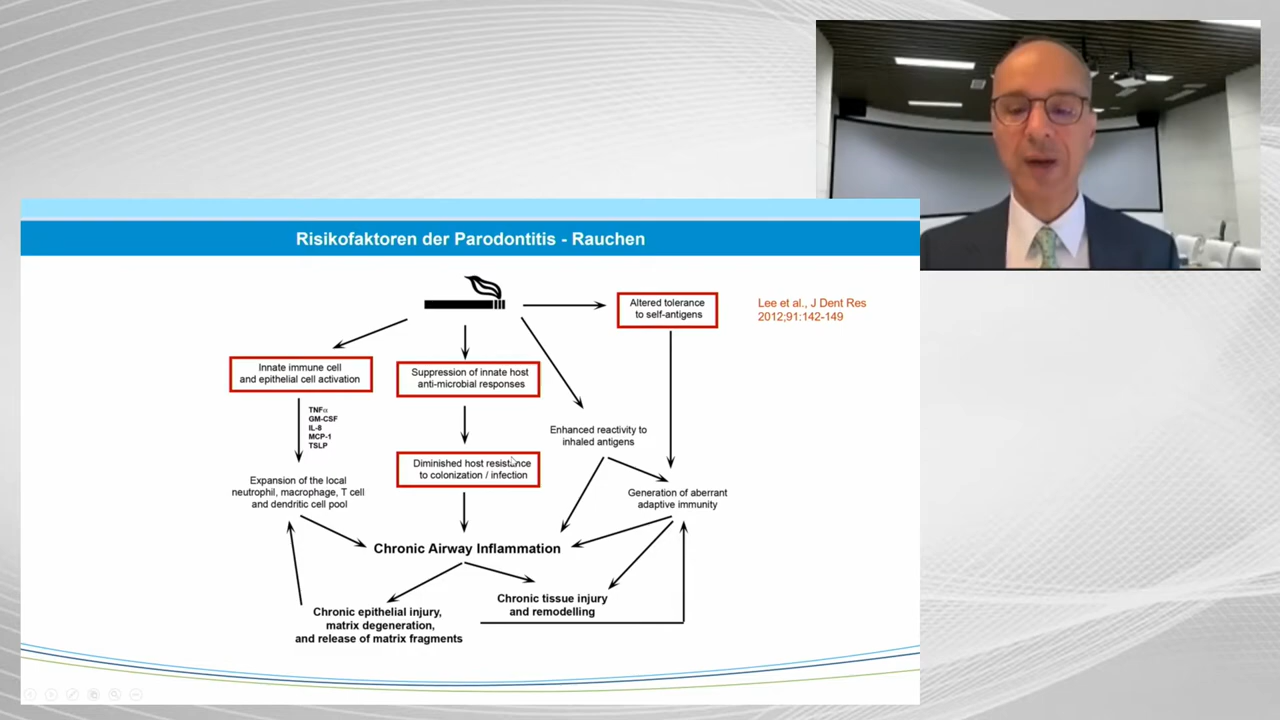 Risikofaktoren der Parodontitis - Rauchen
Altered tolerance
to self-antigens
Lee et al., J Dent Res
2012;91:142-149
Innate immune cell
and epithelial cell activation
Suppression of innate host
anti-microbial responses
TNFα
GM-CSF
IL-8
MCP-1
TSLP
Enhanced reactivity to
inhaled antigens
Diminished host resistance
to colonization / infection
Expansion of the local
neutrophil, macrophage, T cell
and dendritic cell pool
Generation of aberrant
adaptive immunity
Chronic Airway Inflammation
Chronic tissue injury
and remodelling
Chronic epithelial injury,
matrix degeneration,
and release of matrix fragments